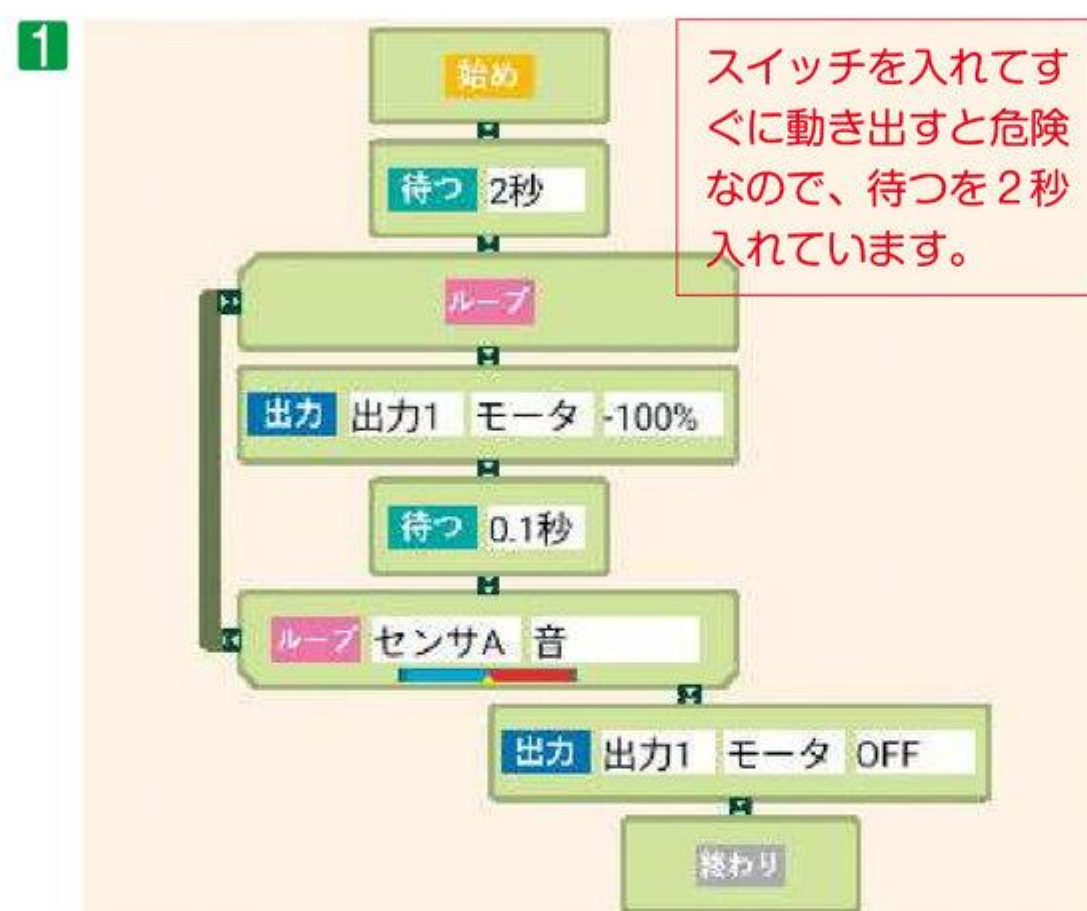 1
始め
スイッチを入れてす
ぐに動き出すと危険
なので、待つを2秒
入れています。
待つ 2秒
ループ
出力 出力1 モータ -100%
待つ 0.1秒
ループ センサA 音
出力 出力1 モータ OFF
終わり